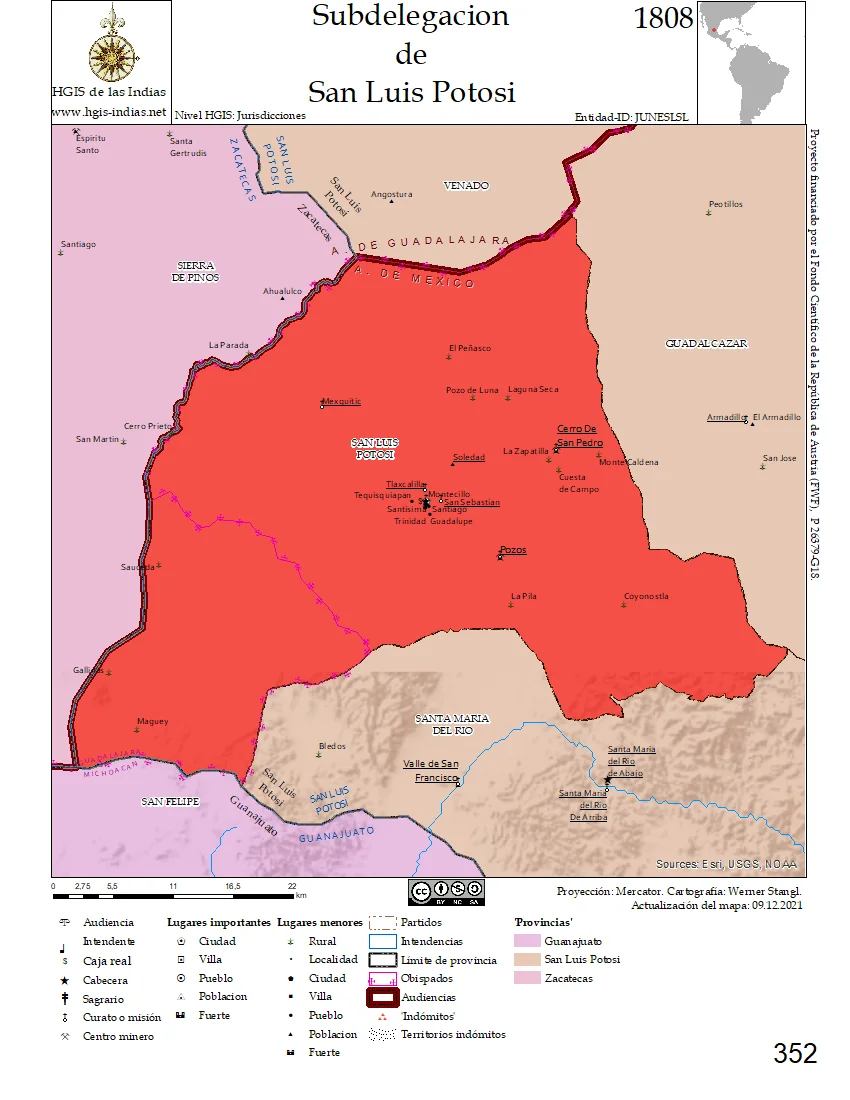 Subdelegacion
de
San Luis Potosi
1808
HGIS de las Indias
www.hgis-indias.net
Nivel HGIS: Jurisdicciones
Entidad-ID: JUNESLSL
Espiritu
Santo
Santa
Gertrudis
ZACATECAS
SAN LUIS
POTOSI
San Luis
Potosi
Zacatecas
Angostura
VENADO
Peotillos
Santiago
A. DE GUADALAJARA
A. DE MEXICO
SIERRA
DE PINOS
Ahualulco
La Parada
El Peñasco
GUADALCAZAR
Pozo de Luna
Laguna Seca
Mexquitic
Armadillo
El Armadillo
Cerro Prieto
San Martin
SAN LUIS
POTOSI
Cerro De
San Pedro
La Zapatilla
Soledad
Monte Caldena
San Jose
Cuesta
de Campo
Tlaxcalilla
Tequisquiapan
Montecillo
San Sebastian
Santisima
Santiago
Trinidad
Guadalupe
Pozos
Sauceda
La Pila
Coyonostla
Gallinas
Maguey
SANTA MARIA
DEL RIO
Bledos
GUADALAJARA
MICHOACAN
Valle de San
Francisco
Santa Maria
del Rio
de Abajo
Santa Maria
del Rio
De Arriba
SAN FELIPE
San Luis
Potosi
Guanajuato
SAN LUIS
POTOSI
GUANAJUATO
Sources: Esri, USGS, NOAA
Proyecto financiado por el Fondo Científico de la República de Austria (FWF), P 26379-G18.
0 2,75 5,5 11 16,5 22
km
CC BY NC SA
Proyección: Mercator. Cartografía: Werner Stangl.
Actualización del mapa: 09.12.2021
Audiencia
Intendente
Caja real
Cabecera
Sagrario
Curato o misión
Centro minero
Lugares importantes
Ciudad
Villa
Pueblo
Poblacion
Fuerte
Lugares menores
Rural
Localidad
Ciudad
Villa
Pueblo
Poblacion
Fuerte
Partidos
Intendencias
Límite de provincia
Obispados
Audiencias
'Indómitos'
Territorios indómitos
'Provincias'
Guanajuato
San Luis Potosi
Zacatecas
352